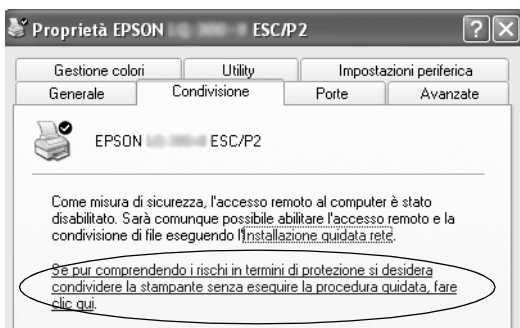 Proprietà EPSON ESC/P2
Gestione colori Utility Impostazioni periferica
Generale Condivisione Porte Avanzate
EPSON ESC/P2
Come misura di sicurezza, l'accesso remoto al computer è stato
disabilitato. Sarà comunque possibile abilitare l'accesso remoto e la
condivisione di file eseguendo l'Installazione guidata rete.
Se pur comprendendo i rischi in termini di protezione si desidera
condividere la stampante senza eseguire la procedura guidata, fare
clic qui.